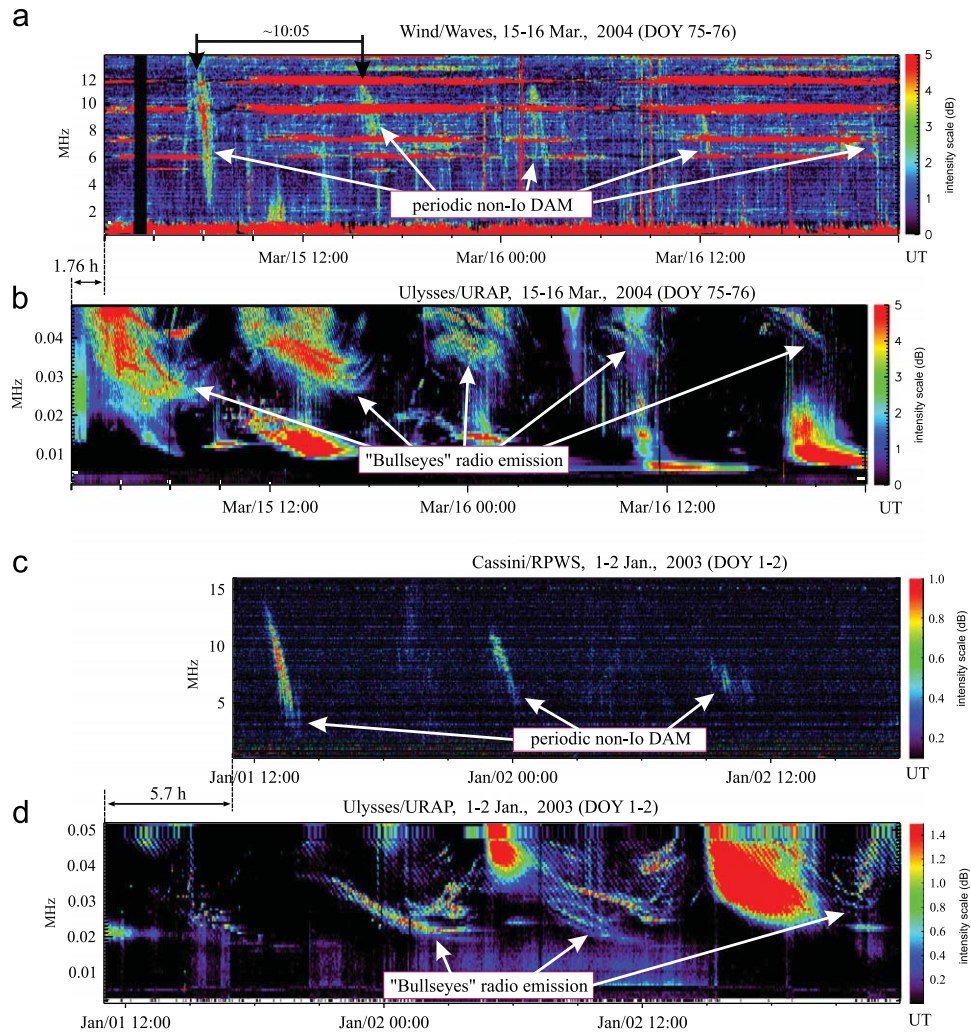 a
~10:05
Wind/Waves, 15-16 Mar., 2004 (DOY 75-76)
MHz
12
10
8
6
4
2
periodic non-Io DAM
5
4
3
2
1
0
intensity scale (dB)
Mar/15 12:00 Mar/16 00:00 Mar/16 12:00 UT
1.76 h
b
Ulysses/URAP, 15-16 Mar., 2004 (DOY 75-76)
MHz
0.04
0.03
0.02
0.01
"Bullseyes" radio emission
5
4
3
2
1
0
intensity scale (dB)
Mar/15 12:00 Mar/16 00:00 Mar/16 12:00 UT
c
Cassini/RPWS, 1-2 Jan., 2003 (DOY 1-2)
MHz
15
10
5
periodic non-Io DAM
1.0
0.8
0.6
0.4
0.2
intensity scale (dB)
Jan/01 12:00 Jan/02 00:00 Jan/02 12:00 UT
5.7 h
d
Ulysses/URAP, 1-2 Jan., 2003 (DOY 1-2)
MHz
0.05
0.04
0.03
0.02
0.01
"Bullseyes" radio emission
1.4
1.2
1.0
0.8
0.6
0.4
0.2
intensity scale (dB)
Jan/01 12:00 Jan/02 00:00 Jan/02 12:00 UT